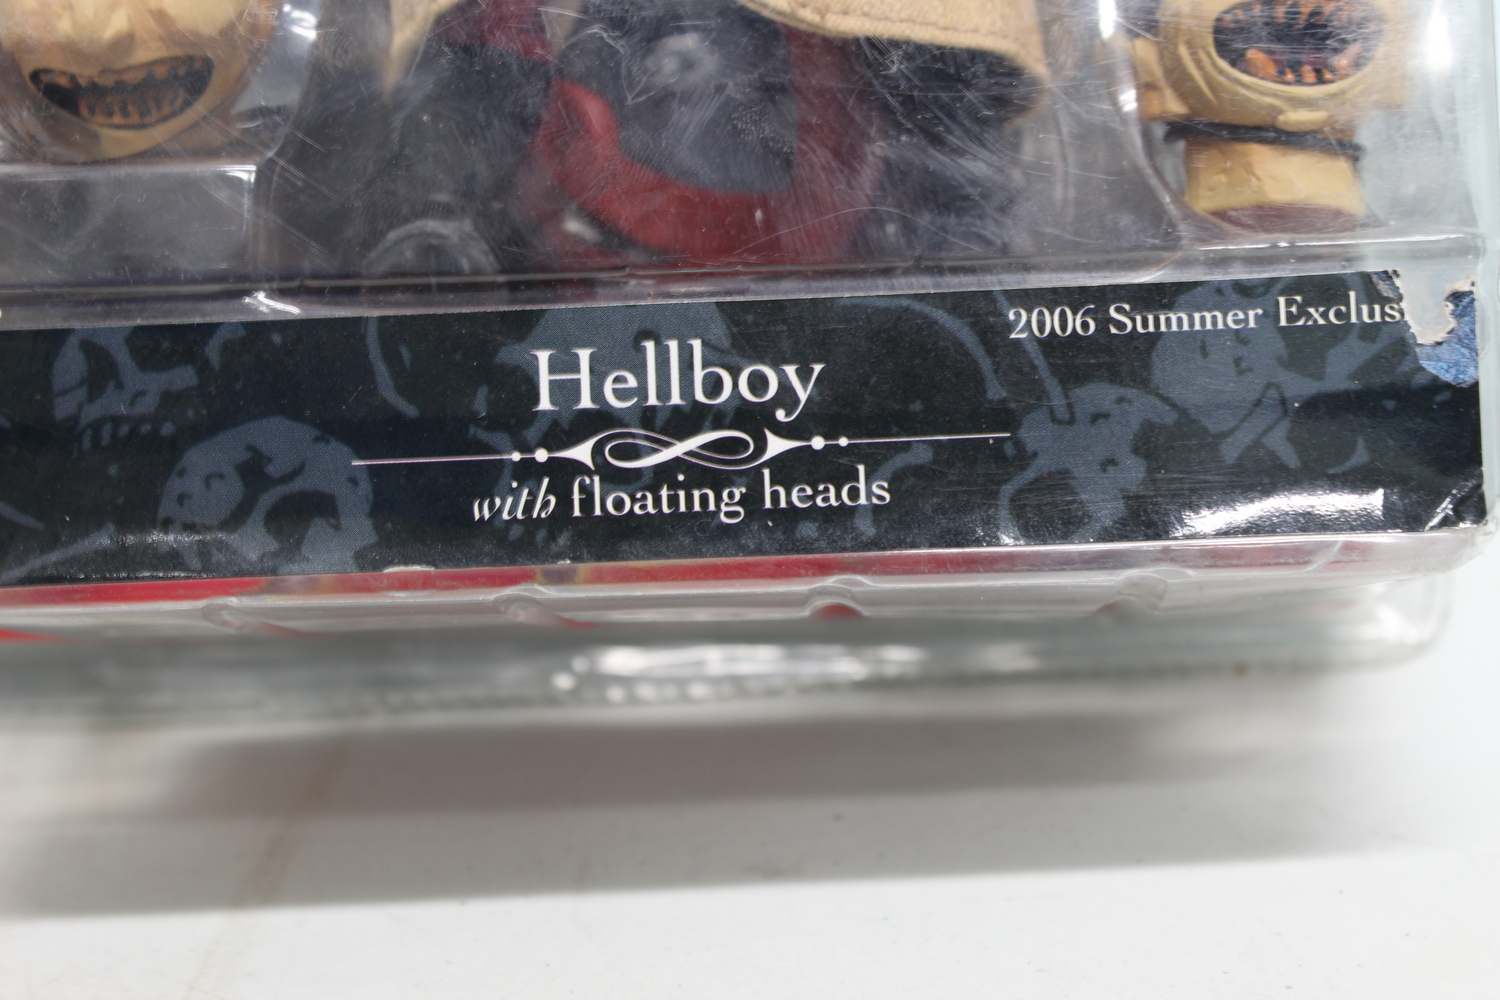 2006 Summer Exclus
Hellboy
with floating heads